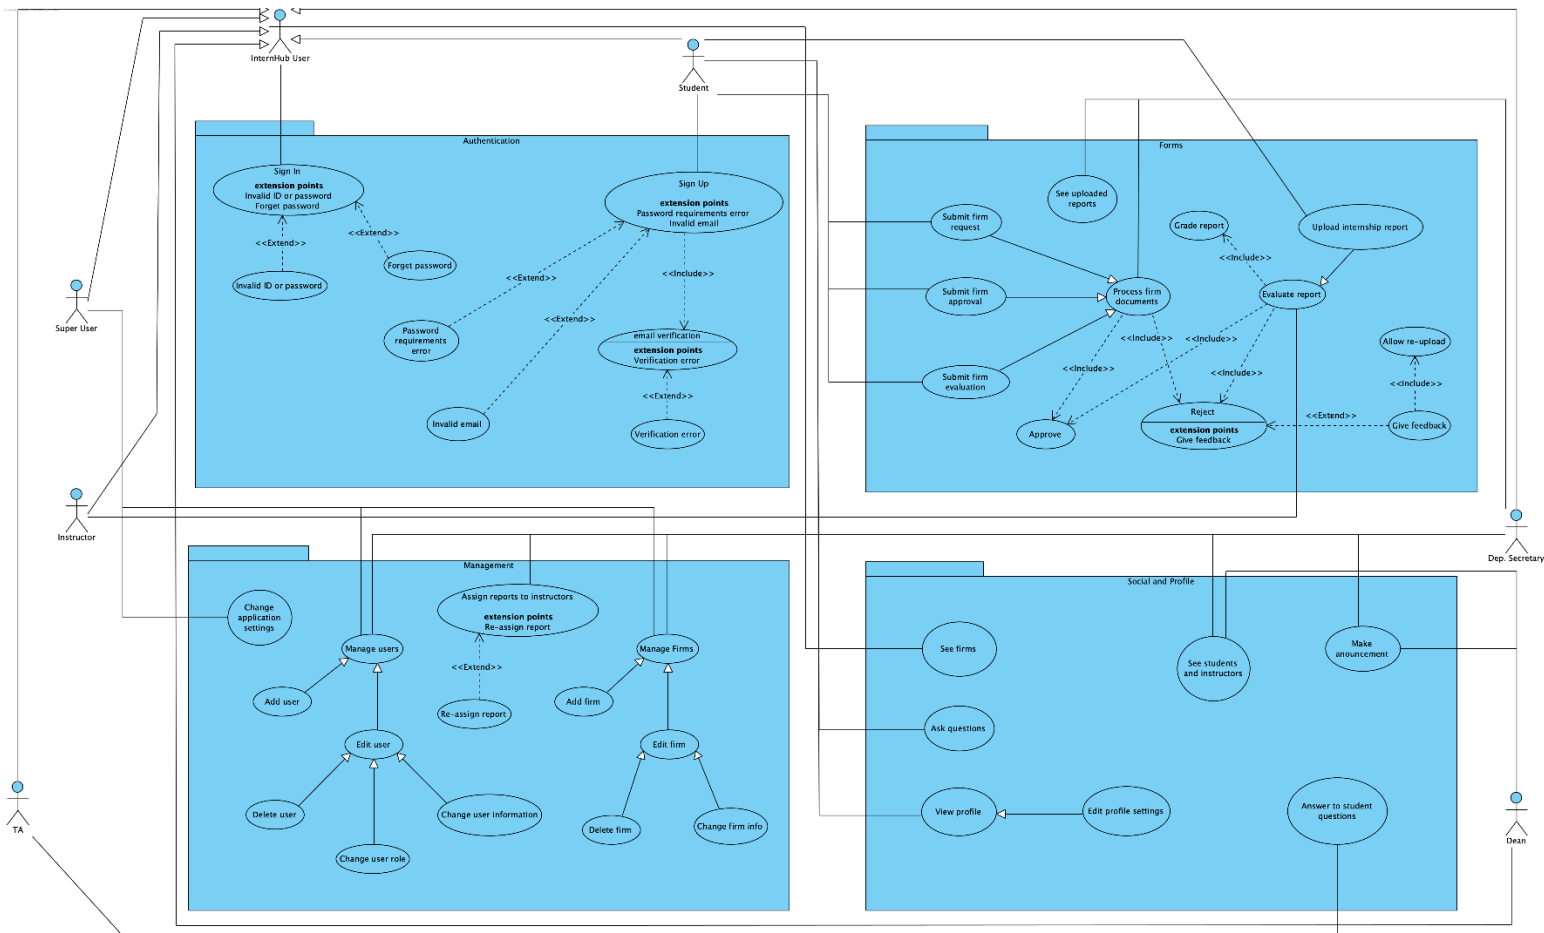 InternHub User
Student
Authentication
Sign In
extension points
Invalid ID or password
Forget password
<<Extend>>
<<Extend>>
Forget password
Invalid ID or password
Sign Up
extension points
Password requirements error
Invalid email
<<Extend>>
<<Include>>
<<Extend>>
Password
requirements
error
email verification
extension points
Verification error
<<Extend>>
Invalid email
Verification error
Forms
See uploaded
reports
Submit firm
request
Grade report
Upload internship report
<<Include>>
Submit firm
approval
Process firm
documents
Evaluate report
<<Include>>
<<Include>>
<<Include>>
<<Include>>
Allow re-upload
<<Include>>
Submit firm
evaluation
Approve
Reject
extension points
Give feedback
<<Extend>>
Give feedback
Super User
Instructor
Dep. Secretary
Management
Change
application
settings
Assign reports to instructors
extension points
Re-assign report
Manage users
<<Extend>>
Manage Firms
Add user
Re-assign report
Add firm
Edit user
Edit firm
Delete user
Change user information
Change user role
Delete firm
Change firm info
Social and Profile
See firms
See students
and instructors
Make
anouncement
Ask questions
View profile
Edit profile settings
Answer to student
questions
TA
Dean